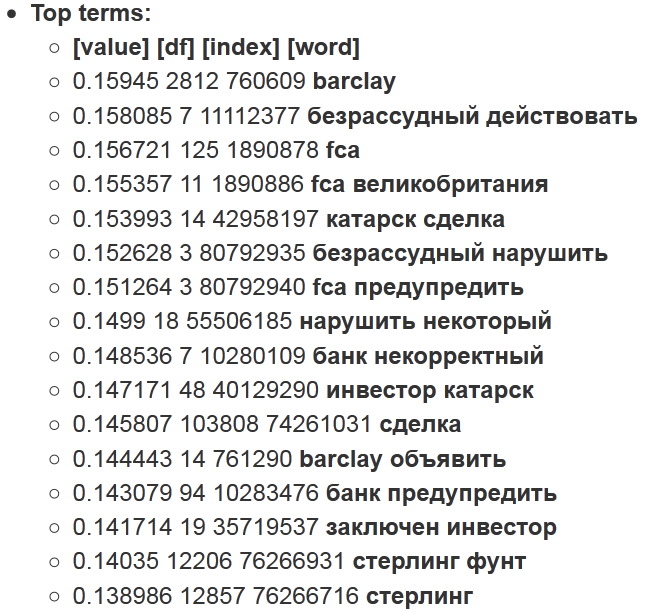 Top terms:
[value] [df] [index] [word]
0.15945 2812 760609 barclay
0.158085 7 11112377 безрассудный действовать
0.156721 125 1890878 fca
0.155357 11 1890886 fca великобритания
0.153993 14 42958197 катарск сделка
0.152628 3 80792935 безрассудный нарушить
0.151264 3 80792940 fca предупредить
0.1499 18 55506185 нарушить некоторый
0.148536 7 10280109 банк некорректный
0.147171 48 40129290 инвестор катарск
0.145807 103808 74261031 сделка
0.144443 14 761290 barclay объявить
0.143079 94 10283476 банк предупредить
0.141714 19 35719537 заключен инвестор
0.14035 12206 76266931 стерлинг фунт
0.138986 12857 76266716 стерлинг